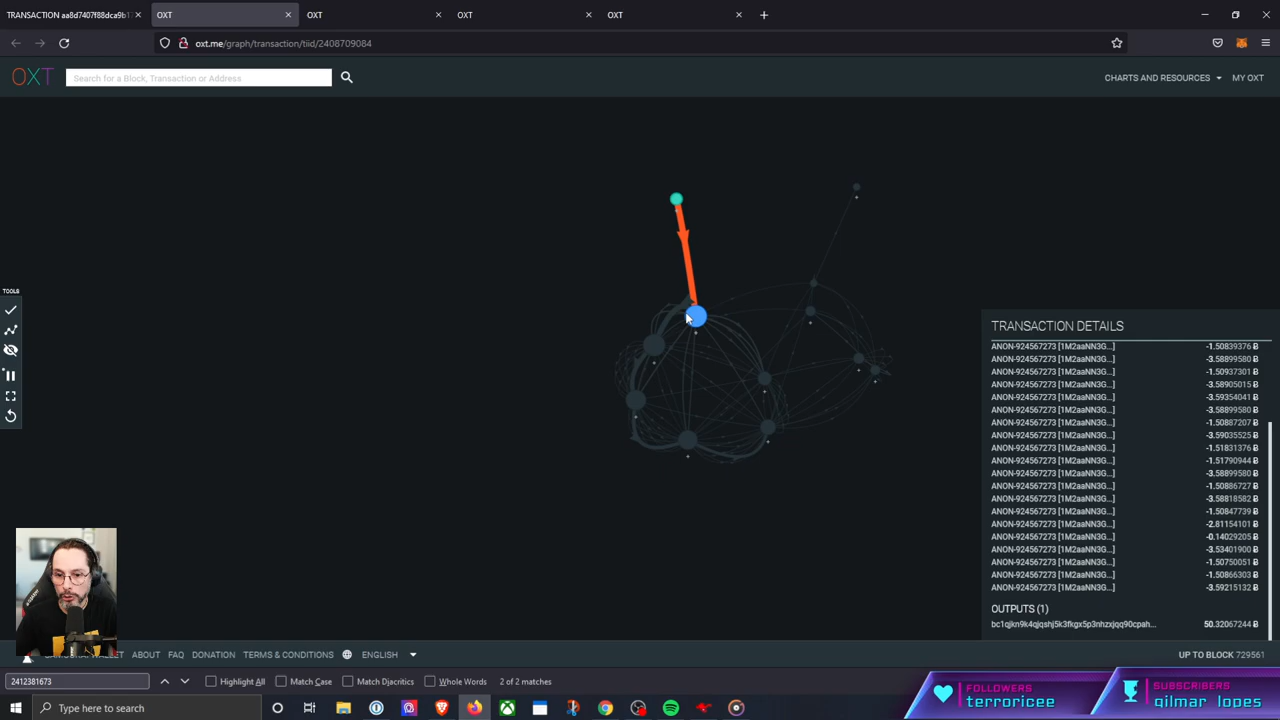 TRANSACTION aa8d7407f88dca9b1
OXT
OXT
OXT
OXT
oxt.me/graph/transaction/tiid/2408709084
OXT
Search for a Block, Transaction or Address
CHARTS AND RESOURCES
MY OXT
TOOLS
TRANSACTION DETAILS
ANON-924567273 [1M2aaNN3G...] -1.50839376 Ƀ
ANON-924567273 [1M2aaNN3G...] -3.58899580 Ƀ
ANON-924567273 [1M2aaNN3G...] -1.50937301 Ƀ
ANON-924567273 [1M2aaNN3G...] -3.58905015 Ƀ
ANON-924567273 [1M2aaNN3G...] -3.59354041 Ƀ
ANON-924567273 [1M2aaNN3G...] -3.58899580 Ƀ
ANON-924567273 [1M2aaNN3G...] -1.50887207 Ƀ
ANON-924567273 [1M2aaNN3G...] -3.59035525 Ƀ
ANON-924567273 [1M2aaNN3G...] -1.51831376 Ƀ
ANON-924567273 [1M2aaNN3G...] -1.51790944 Ƀ
ANON-924567273 [1M2aaNN3G...] -3.58899580 Ƀ
ANON-924567273 [1M2aaNN3G...] -1.50886727 Ƀ
ANON-924567273 [1M2aaNN3G...] -3.58818582 Ƀ
ANON-924567273 [1M2aaNN3G...] -1.50847739 Ƀ
ANON-924567273 [1M2aaNN3G...] -2.81154101 Ƀ
ANON-924567273 [1M2aaNN3G...] -0.14029205 Ƀ
ANON-924567273 [1M2aaNN3G...] -3.53401900 Ƀ
ANON-924567273 [1M2aaNN3G...] -1.50750051 Ƀ
ANON-924567273 [1M2aaNN3G...] -1.50866303 Ƀ
ANON-924567273 [1M2aaNN3G...] -3.59215132 Ƀ
OUTPUTS (1)
bc1qjkn9k4qjqshj5k3fkgx5p3nhzxjqq90cpah... 50.32067244 Ƀ
WALLET ABOUT FAQ DONATION TERMS & CONDITIONS ENGLISH
UP TO BLOCK 729561
2412381673
Highlight All
Match Case
Match Diacritics
Whole Words
2 of 2 matches
Type here to search
FOLLOWERS
terroricee
SUBSCRIBERS
gilmar_lopes